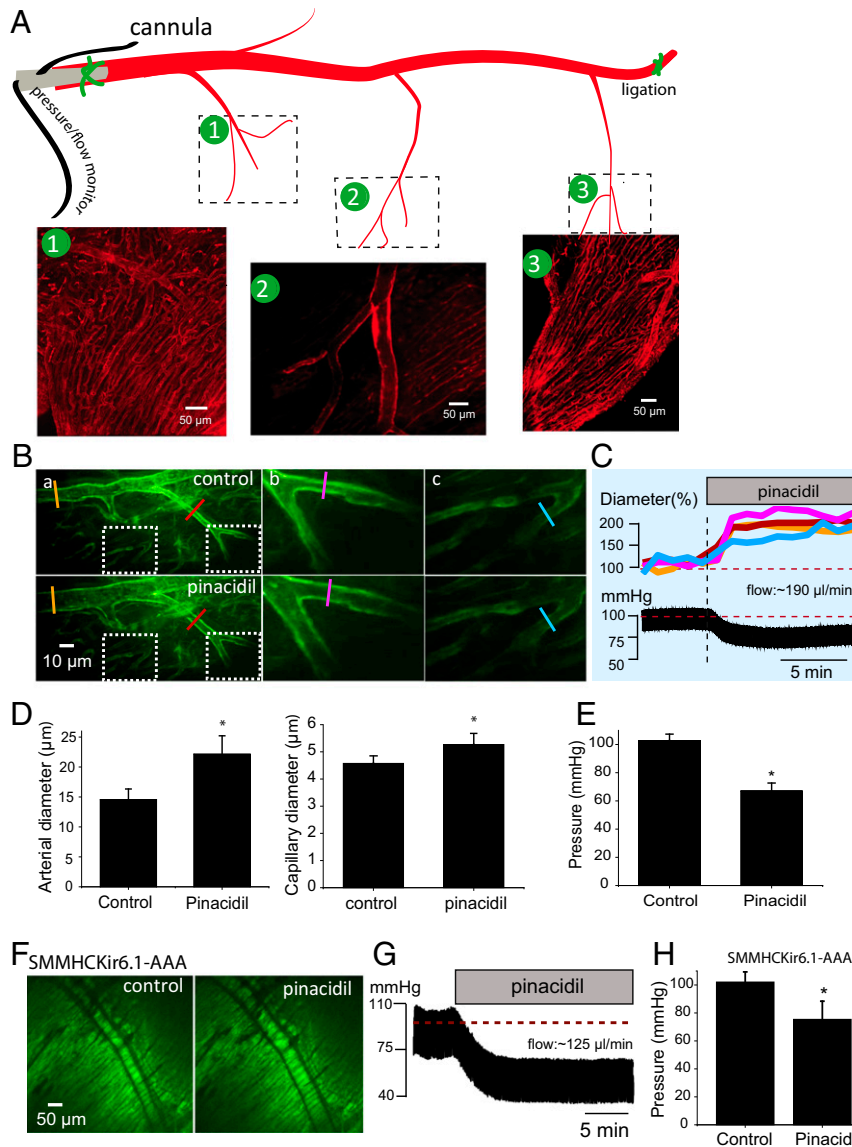 A
cannula
pressure/flow monitor
ligation
1
2
3
1
2
3
50 µm
50 µm
50 µm
B
a
control
b
c
pinacidil
10 µm
C
Diameter(%)
pinacidil
200
150
100
flow:~190 µl/min
mmHg
100
75
50
5 min
D
Arterial diameter (µm)
25
20
15
10
5
0
*
Control
Pinacidil
Capillary diameter (µm)
6
5
4
3
2
1
0
*
control
pinacidil
E
Pressure (mmHg)
100
80
60
40
20
0
*
Control
Pinacidil
F
SMMHCKir6.1-AAA
control
pinacidil
50 µm
G
mmHg
pinacidil
110
75
40
flow:~125 µl/min
5 min
H
SMMHCKir6.1-AAA
Pressure (mmHg)
100
80
60
40
20
0
*
Control
Pinacid